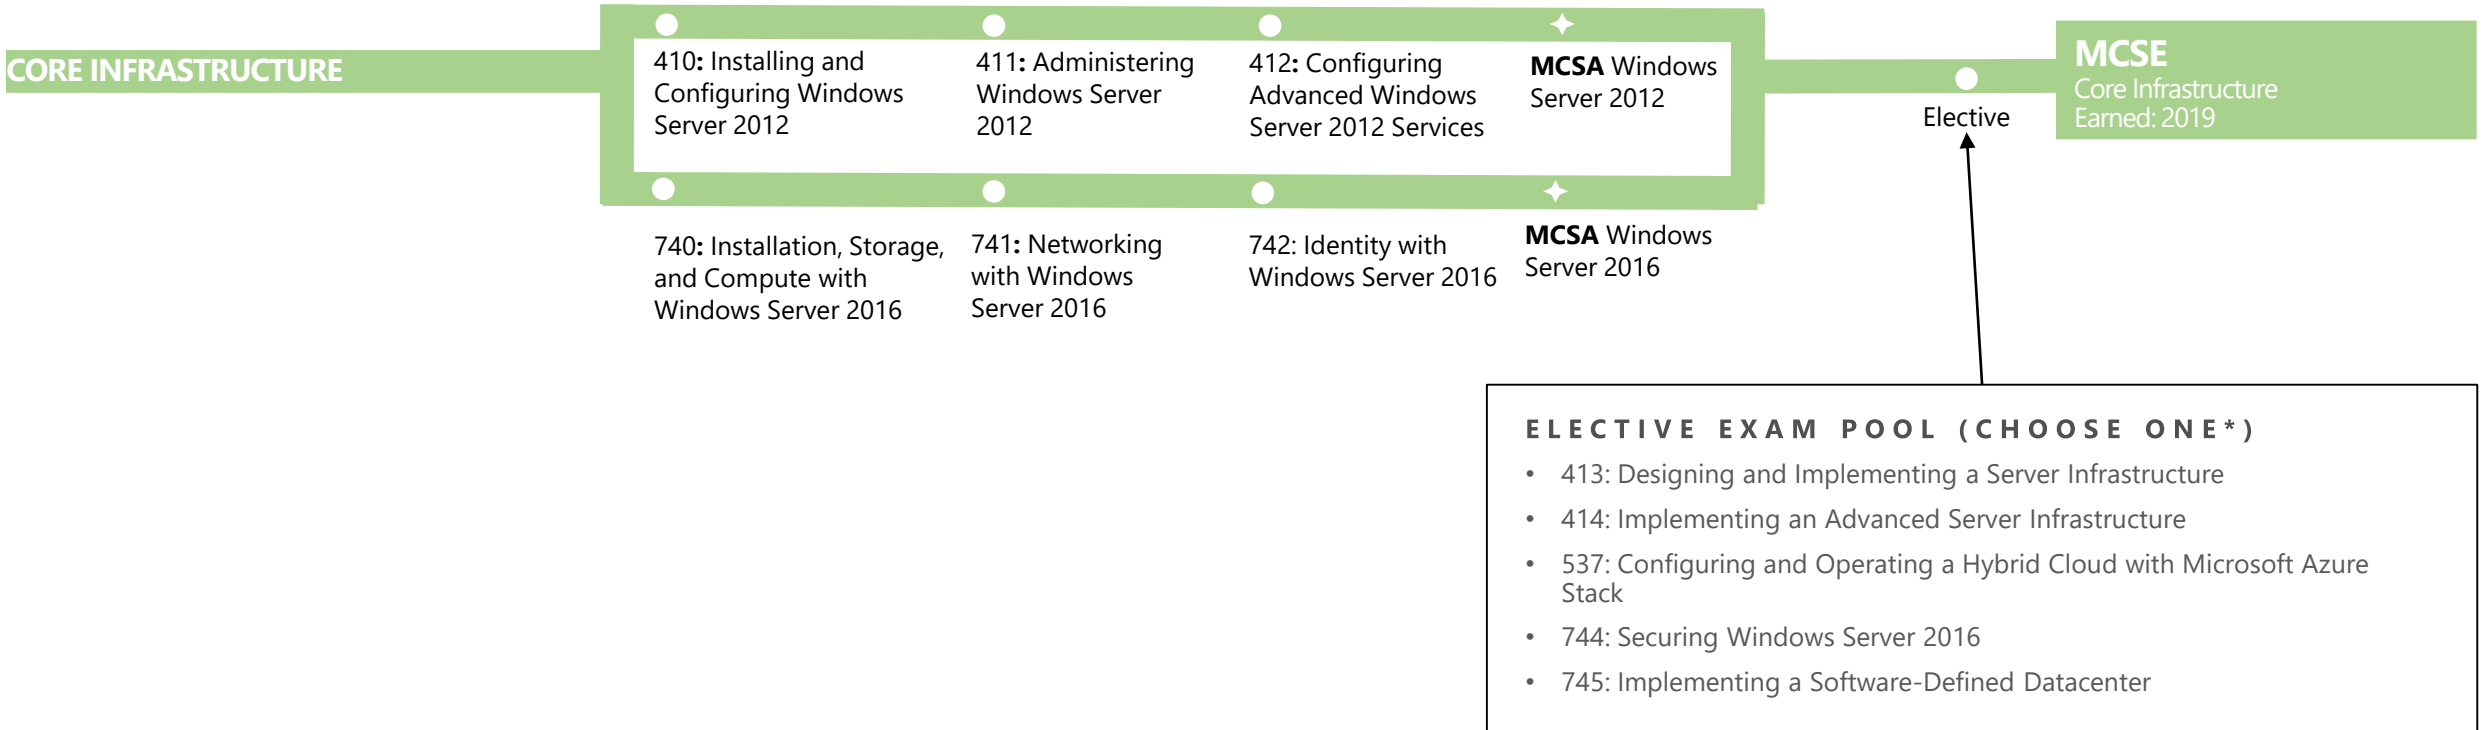 CORE INFRASTRUCTURE
410: Installing and
Configuring Windows
Server 2012
411: Administering
Windows Server
2012
412: Configuring
Advanced Windows
Server 2012 Services
MCSA Windows
Server 2012
740: Installation, Storage,
and Compute with
Windows Server 2016
741: Networking
with Windows
Server 2016
742: Identity with
Windows Server 2016
MCSA Windows
Server 2016
Elective
MCSE
Core Infrastructure
Earned: 2019
ELECTIVE EXAM POOL (CHOOSE ONE*)
• 413: Designing and Implementing a Server Infrastructure
• 414: Implementing an Advanced Server Infrastructure
• 537: Configuring and Operating a Hybrid Cloud with Microsoft Azure
Stack
• 744: Securing Windows Server 2016
• 745: Implementing a Software-Defined Datacenter